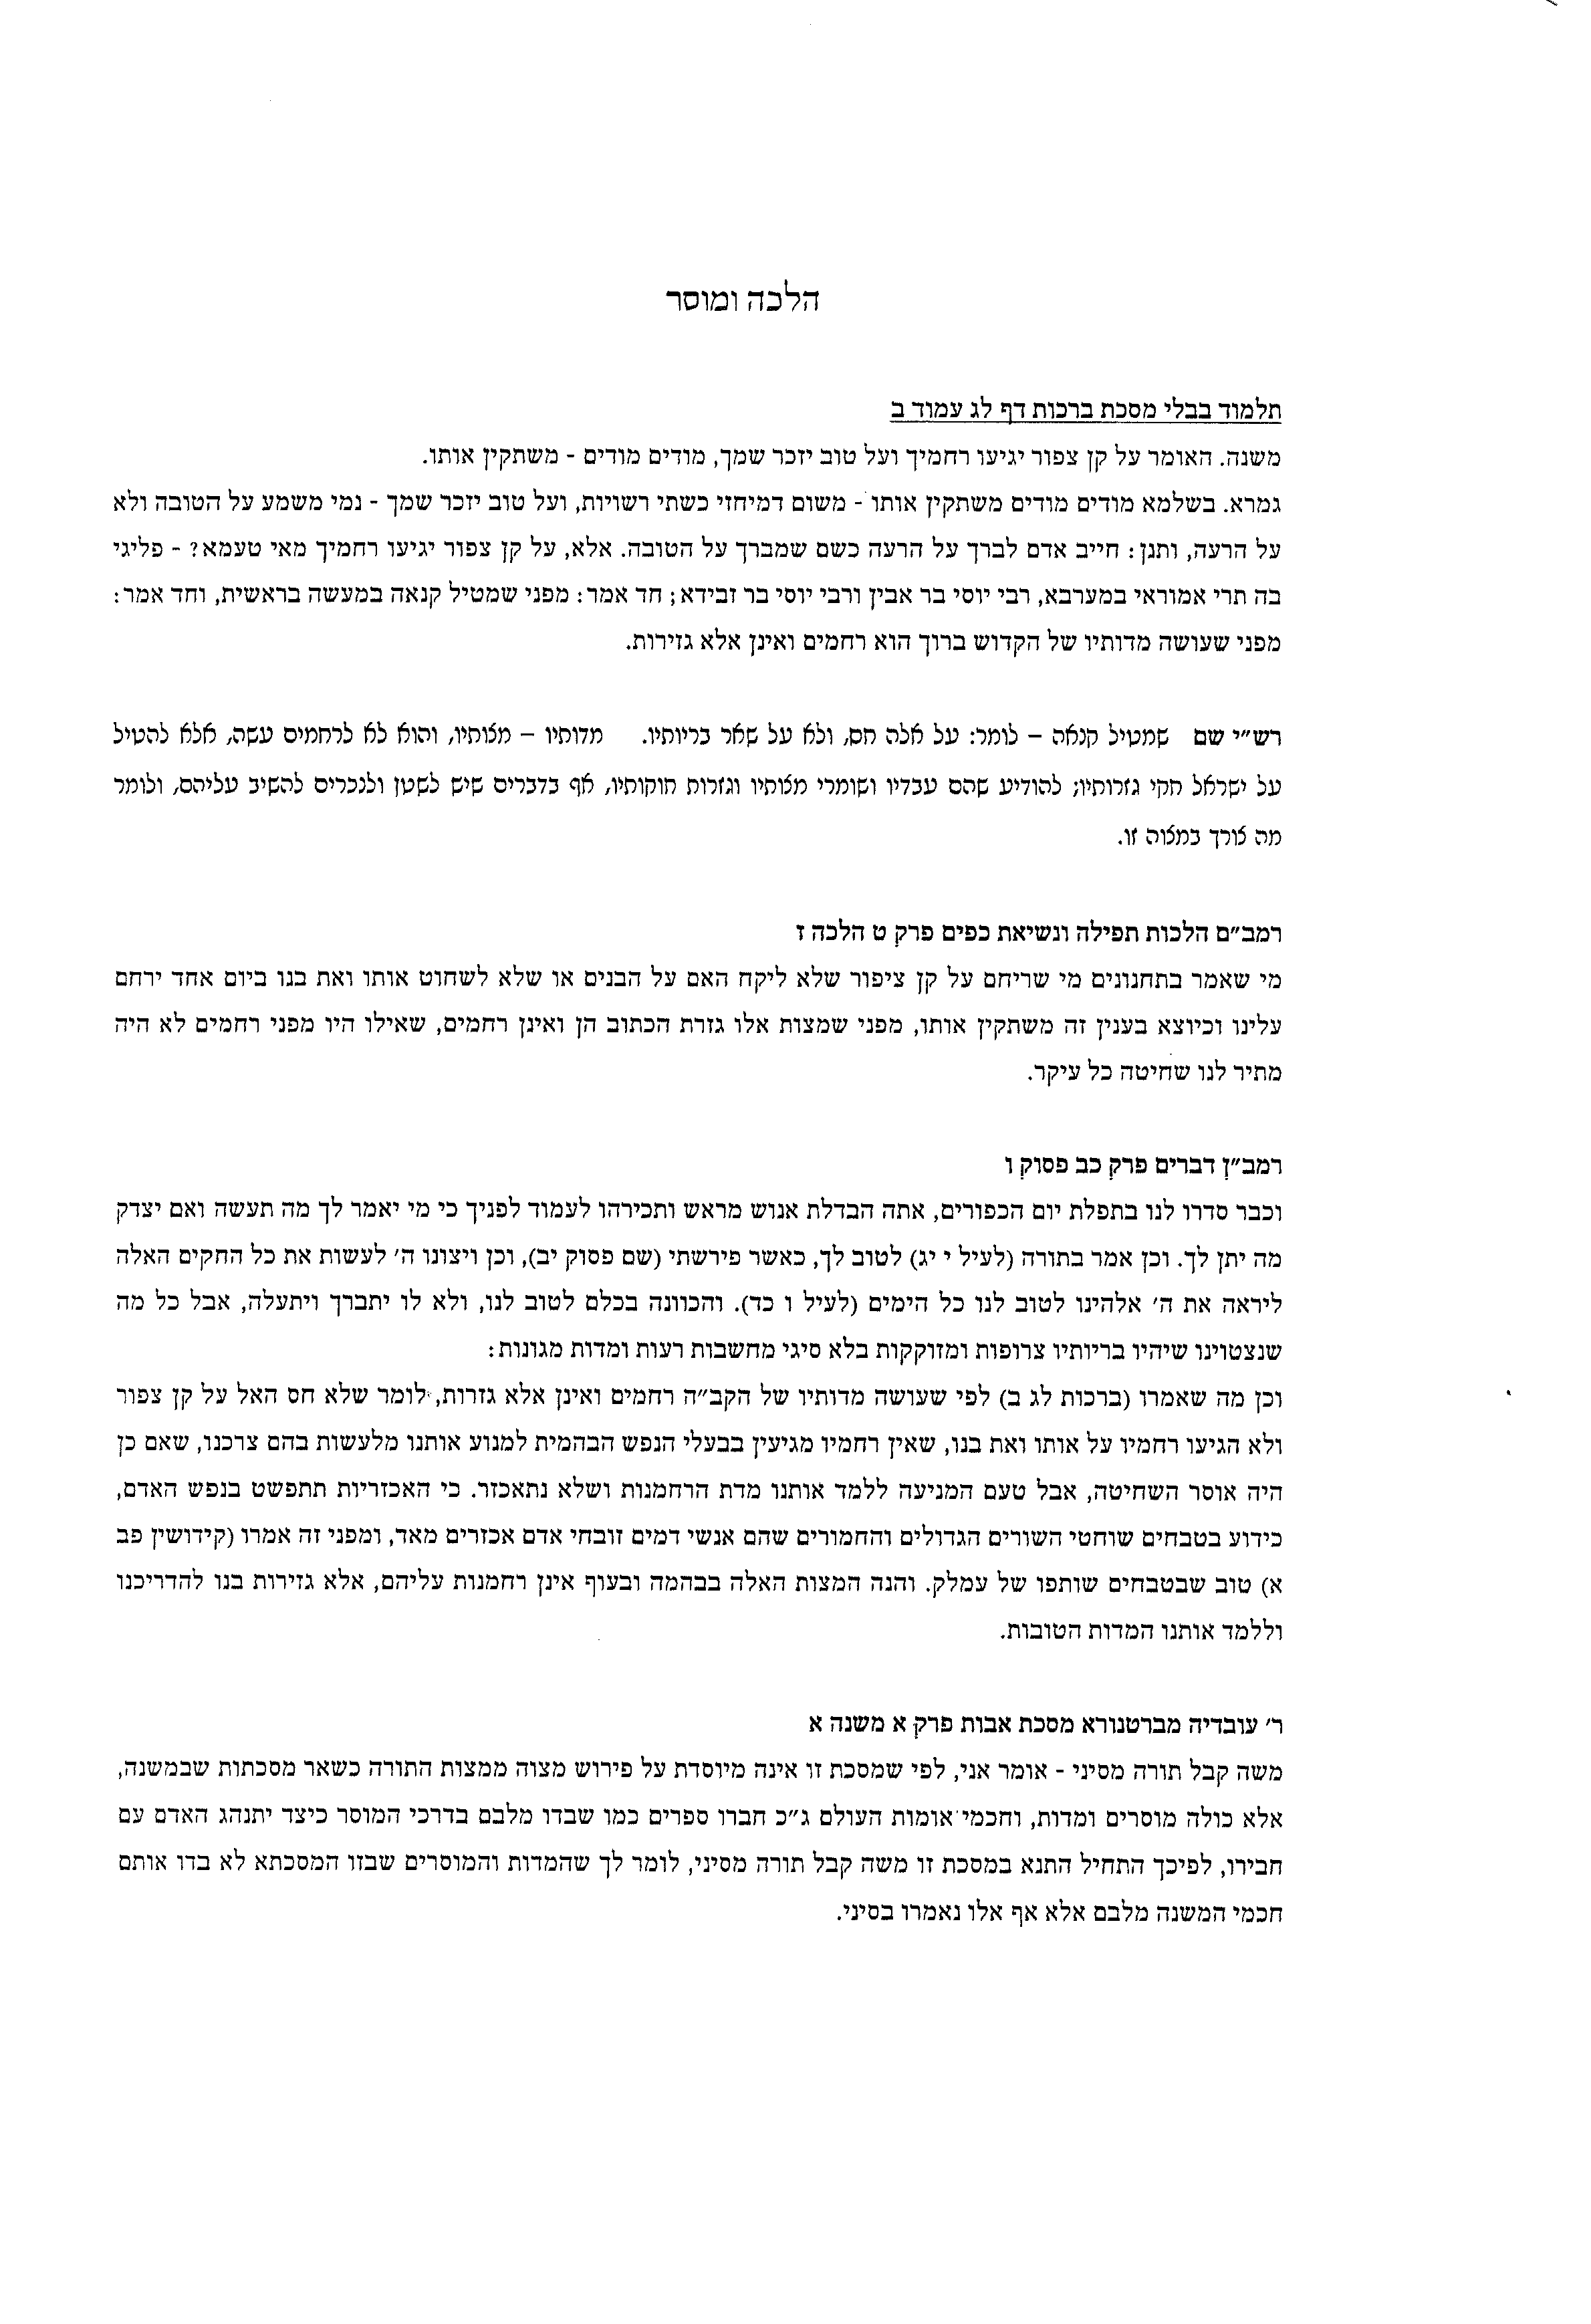 הלכה ומוסר
תלמוד בבלי מסכת ברכות דף לג עמוד ב
משנה. האומר על קן צפור יגיעו רחמיך ועל טוב יזכר שמך, מודים מודים - משתקין אותו.
גמרא. בשלמא מודים מודים משתקין אותו - משום דמיחזי כשתי רשויות, ועל טוב יזכר שמך - נמי משמע על הטובה ולא
על הרעה, ותנן: חייב אדם לברך על הרעה כשם שמברך על הטובה. אלא, על קן צפור יגיעו רחמיך מאי טעמא? - פליגי
בה תרי אמוראי במערבא, רבי יוסי בר אבין ורבי יוסי בר זבידא; חד אמר: מפני שמטיל קנאה במעשה בראשית, וחד אמר:
מפני שעושה מדותיו של הקדוש ברוך הוא רחמים ואינן אלא גזירות.
רש״י שם שמטיל קנאה – לומר: על אלה חס, ולא על שאר בריותיו. מדותיו – מצותיו, והוא לא לרחמים עשה, אלא להטיל
על ישראל חקי גזרותיו; להודיע שהם עבדיו ושומרי מצותיו וגזרות חוקותיו, אף בדברים שיש לשטן ולנכרים להשיב עליהם, ולומר
מה צורך במצוה זו.
רמב״ם הלכות תפילה ונשיאת כפים פרק ט הלכה ז
מי שאמר בתחנונים מי שריחם על קן ציפור שלא ליקח האם על הבנים או שלא לשחוט אותו ואת בנו ביום אחד ירחם
עלינו וכיוצא בענין זה משתקין אותו, מפני שמצות אלו גזרת הכתוב הן ואינן רחמים, שאילו היו מפני רחמים לא היה
מתיר לנו שחיטה כל עיקר.
רמב״ן דברים פרק כב פסוק ו
וכבר סדרו לנו בתפלת יום הכפורים, אתה הבדלת אנוש מראש ותכירהו לעמוד לפניך כי מי יאמר לך מה תעשה ואם יצדק
מה יתן לך. וכן אמר בתורה (לעיל י יג) לטוב לך, כאשר פירשתי (שם פסוק יב), וכן ויצונו ה׳ לעשות את כל החקים האלה
ליראה את ה׳ אלהינו לטוב לנו כל הימים (לעיל ו כד). והכוונה בכלם לטוב לנו, ולא לו יתברך ויתעלה, אבל כל מה
שנצטוינו שיהיו בריותיו צרופות ומזוקקות בלא סיגי מחשבות רעות ומדות מגונות:
וכן מה שאמרו (ברכות לג ב) לפי שעושה מדותיו של הקב״ה רחמים ואינן אלא גזרות, לומר שלא חס האל על קן צפור
ולא הגיעו רחמיו על אותו ואת בנו, שאין רחמיו מגיעין בבעלי הנפש הבהמית למנוע אותנו מלעשות בהם צרכנו, שאם כן
היה אוסר השחיטה, אבל טעם המניעה ללמד אותנו מדת הרחמנות ושלא נתאכזר. כי האכזריות תתפשט בנפש האדם,
כידוע בטבחים שוחטי השורים הגדולים והחמורים שהם אנשי דמים זובחי אדם אכזרים מאד, ומפני זה אמרו (קידושין פב
א) טוב שבטבחים שותפו של עמלק. והנה המצות האלה בבהמה ובעוף אינן רחמנות עליהם, אלא גזירות בנו להדריכנו
וללמד אותנו המדות הטובות.
ר׳ עובדיה מברטנורא מסכת אבות פרק א משנה א
משה קבל תורה מסיני - אומר אני, לפי שמסכת זו אינה מיוסדת על פירוש מצוה ממצות התורה כשאר מסכתות שבמשנה,
אלא כולה מוסרים ומדות, וחכמי אומות העולם ג״כ חברו ספרים כמו שבדו מלבם בדרכי המוסר כיצד יתנהג האדם עם
חבירו, לפיכך התחיל התנא במסכת זו משה קבל תורה מסיני, לומר לך שהמדות והמוסרים שבזו המסכתא לא בדו אותם
חכמי המשנה מלבם אלא אף אלו נאמרו בסיני.